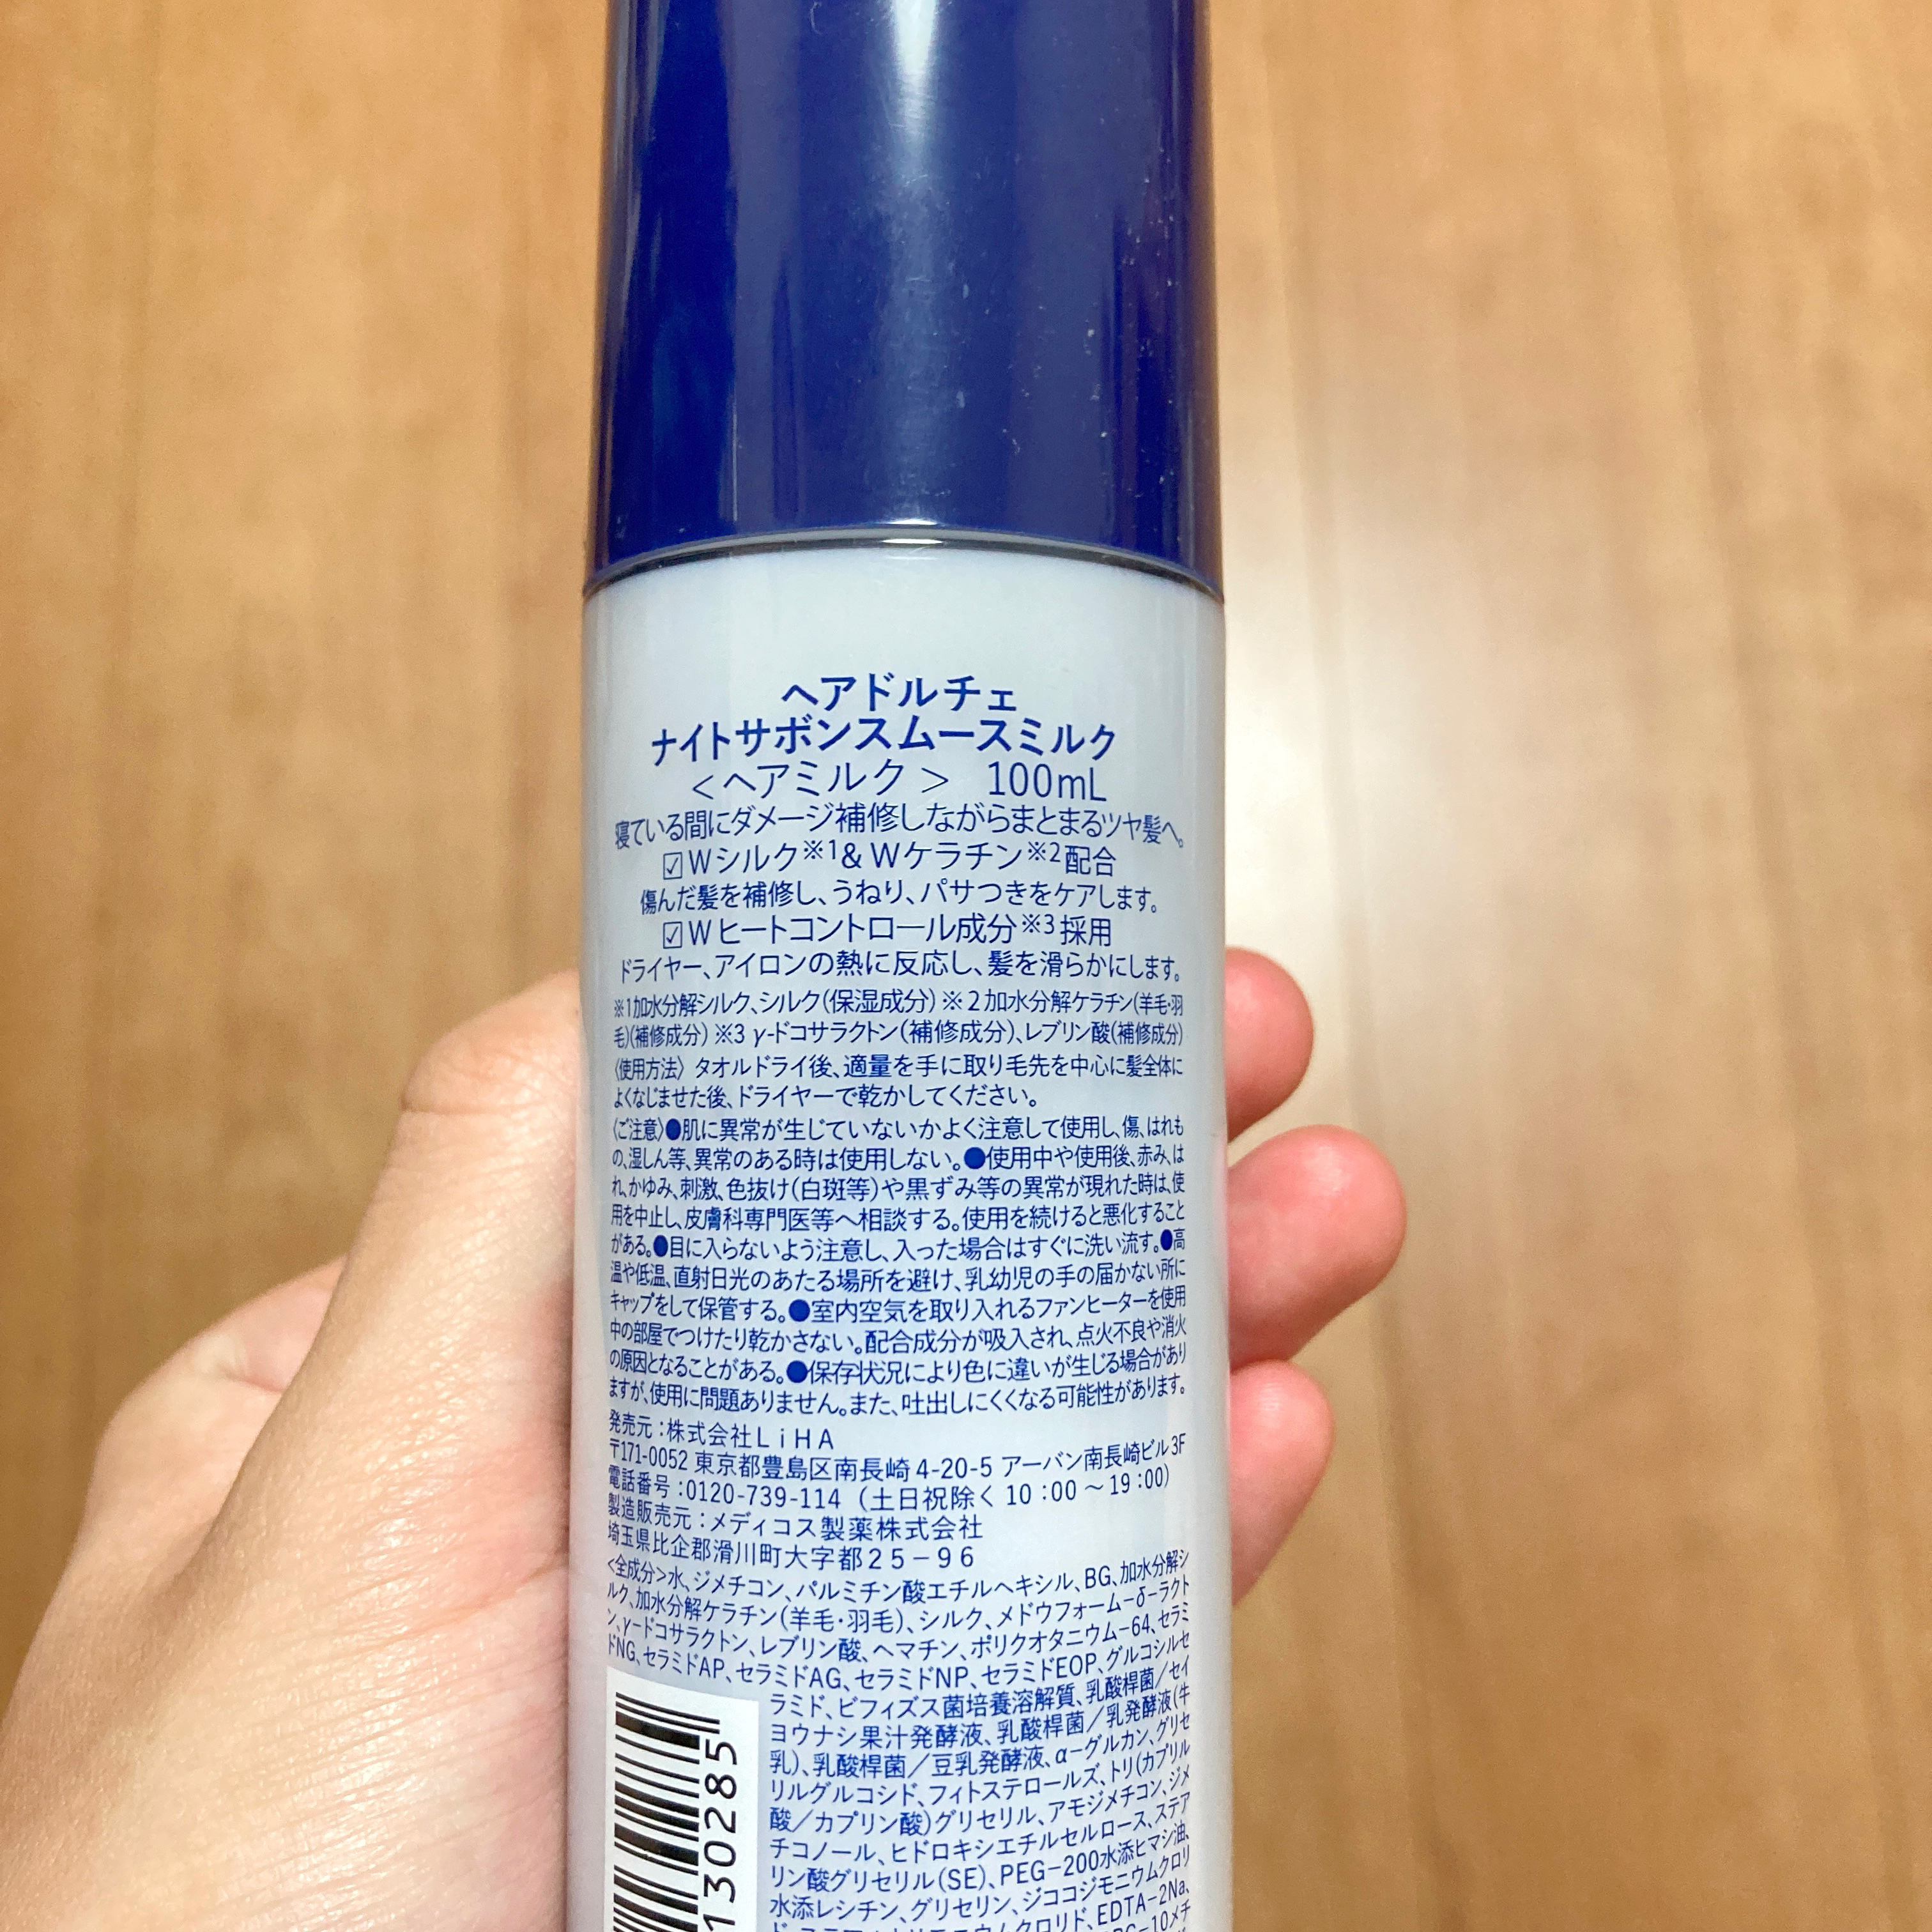 ヘアドルチェ
ナイトサボンスムースミルク
＜ヘアミルク＞ 100mL
寝ている間にダメージ補修しながらまとまるツヤ髪へ。
☑Wシルク※1&Wケラチン※2配合
傷んだ髪を補修し、うねり、パサつきをケアします。
☑Wヒートコントロール成分※3採用
ドライヤー、アイロンの熱に反応し、髪を滑らかにします。
※1加水分解シルク、シルク(保湿成分)※2加水分解ケラチン(羊毛・羽
毛)(補修成分)※3 γ-ドコサラクトン(補修成分)、レブリン酸(補修成分)
〈使用方法〉タオルドライ後、適量を手に取り毛先を中心に髪全体に
よくなじませた後、ドライヤーで乾かしてください。
〈ご注意〉●肌に異常が生じていないかよく注意して使用し、傷、はれも
の、湿しん等、異常のある時は使用しない。●使用中や使用後、赤み、は
れ、かゆみ、刺激、色抜け(白斑等)や黒ずみ等の異常が現れた時は、使
用を中止し、皮膚科専門医等へ相談する。使用を続けると悪化すること
がある。●目に入らないよう注意し、入った場合はすぐに洗い流す。●高
温や低温、直射日光のあたる場所を避け、乳幼児の手の届かない所に
キャップをして保管する。●室内空気を取り入れるファンヒーターを使用
中の部屋でつけたり乾かさない。配合成分が吸入され、点火不良や消火
の原因となることがある。●保存状況により色に違いが生じる場合があり
ますが、使用に問題ありません。また、吐出しにくくなる可能性があります。
発売元：株式会社LiHA
〒171-0052 東京都豊島区南長崎4-20-5 アーバン南長崎ビル3F
電話番号：0120-739-114（土日祝除く 10：00～19：00）
製造販売元：メディコス製薬株式会社
埼玉県比企郡滑川町大字都25－96
<全成分>水、ジメチコン、パルミチン酸エチルヘキシル、BG、加水分解シ
ルク、加水分解ケラチン(羊毛・羽毛)、シルク、メドウフォーム-δ-ラクト
ン、γ-ドコサラクトン、レブリン酸、ヘマチン、ポリクオタニウム-64、セラミ
ドNG、セラミドAP、セラミドAG、セラミドNP、セラミドEOP、グルコシルセ
ラミド、ビフィズス菌培養溶解質、乳酸桿菌／セイ
ヨウナシ果汁発酵液、乳酸桿菌／乳発酵液(牛
乳)、乳酸桿菌／豆乳発酵液、α-グルカン、グリセ
リルグルコシド、フィトステロールズ、トリ(カプリル
酸／カプリン酸)グリセリル、アモジメチコン、ジメ
チコノール、ヒドロキシエチルセルロース、ステア
リン酸グリセリル(SE)、PEG-200水添ヒマシ油、
水添レシチン、グリセリン、ジココジモニウムクロリ
ド、ステアルトリモニウムクロリド、EDTA-2Na、
130285